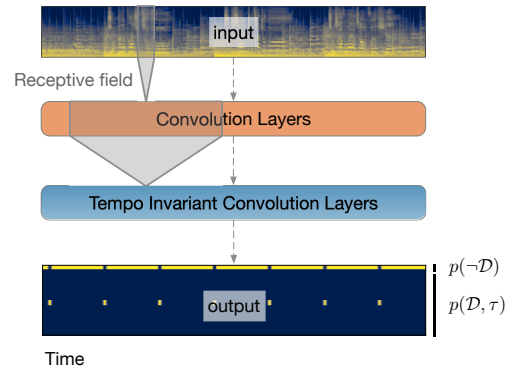 input
Receptive field
Convolution Layers
Tempo Invariant Convolution Layers
p(¬𝒟)
output
p(𝒟, τ)
Time